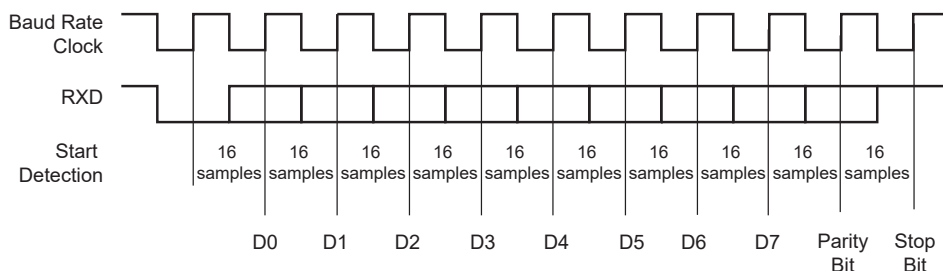 Baud Rate
Clock
RXD
Start
Detection
16 16 16 16 16 16 16 16 16 16
samples samples samples samples samples samples samples samples samples samples
D0 D1 D2 D3 D4 D5 D6 D7 Parity Stop
Bit Bit